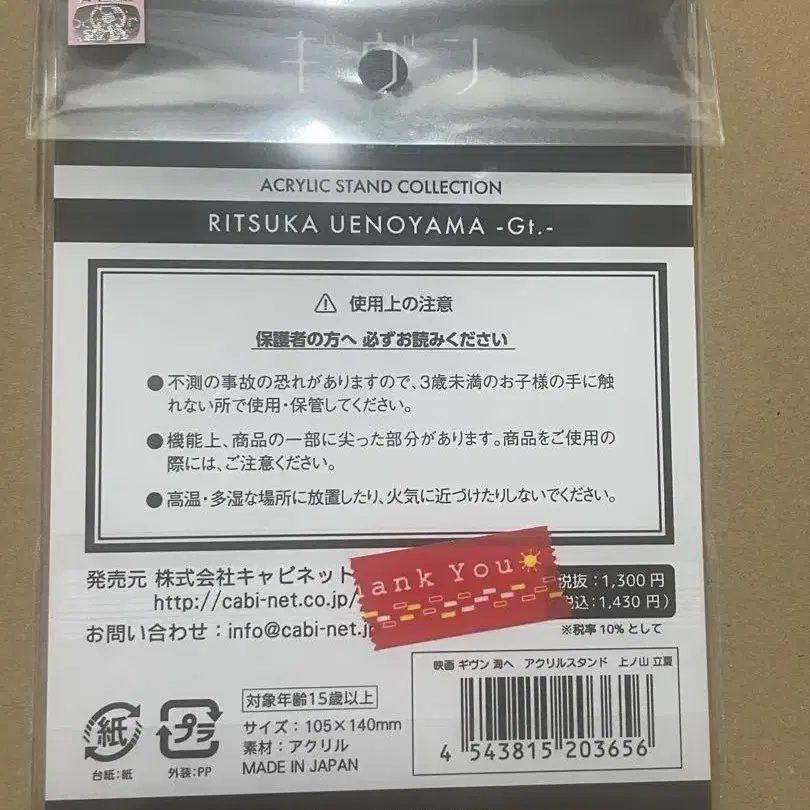 ギヴン
ACRYLIC STAND COLLECTION
RITSUKA UENOYAMA -Gt.-
⚠ 使用上の注意
保護者の方へ 必ずお読みください
●不測の事故の恐れがありますので、3歳未満のお子様の手に触
れない所で使用・保管してください。
●機能上、商品の一部に尖った部分があります。商品をご使用の
際には、ご注意ください。
●高温・多湿な場所に放置したり、火気に近づけたりしないでください。
発売元 株式会社キャビネット
http://cabi-net.co.jp/
お問い合わせ：info@cabi-net.j
ank You
税抜：1,300 円
込：1,430 円）
※税率10%として
映画 ギヴン 海へ アクリルスタンド 上ノ山 立夏
4 543815 203656
紙
台紙:紙
プラ
外装:PP
対象年齢15歳以上
サイズ：105×140mm
素材：アクリル
MADE IN JAPAN